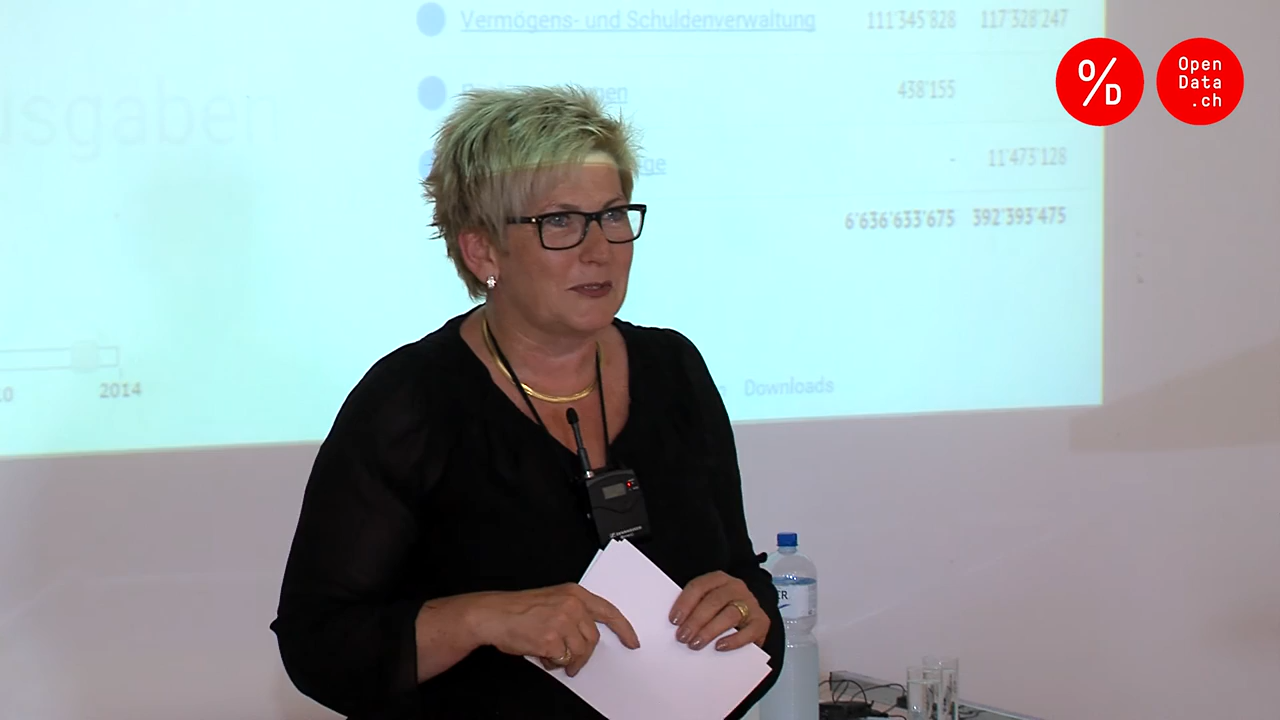 Vermögens- und Schuldenverwaltung 111'345'828 117'328'247
438'155
usgaben
- 11'473'128
6'636'633'675 392'393'475
2014
Downloads
%D
Open
Data
.ch